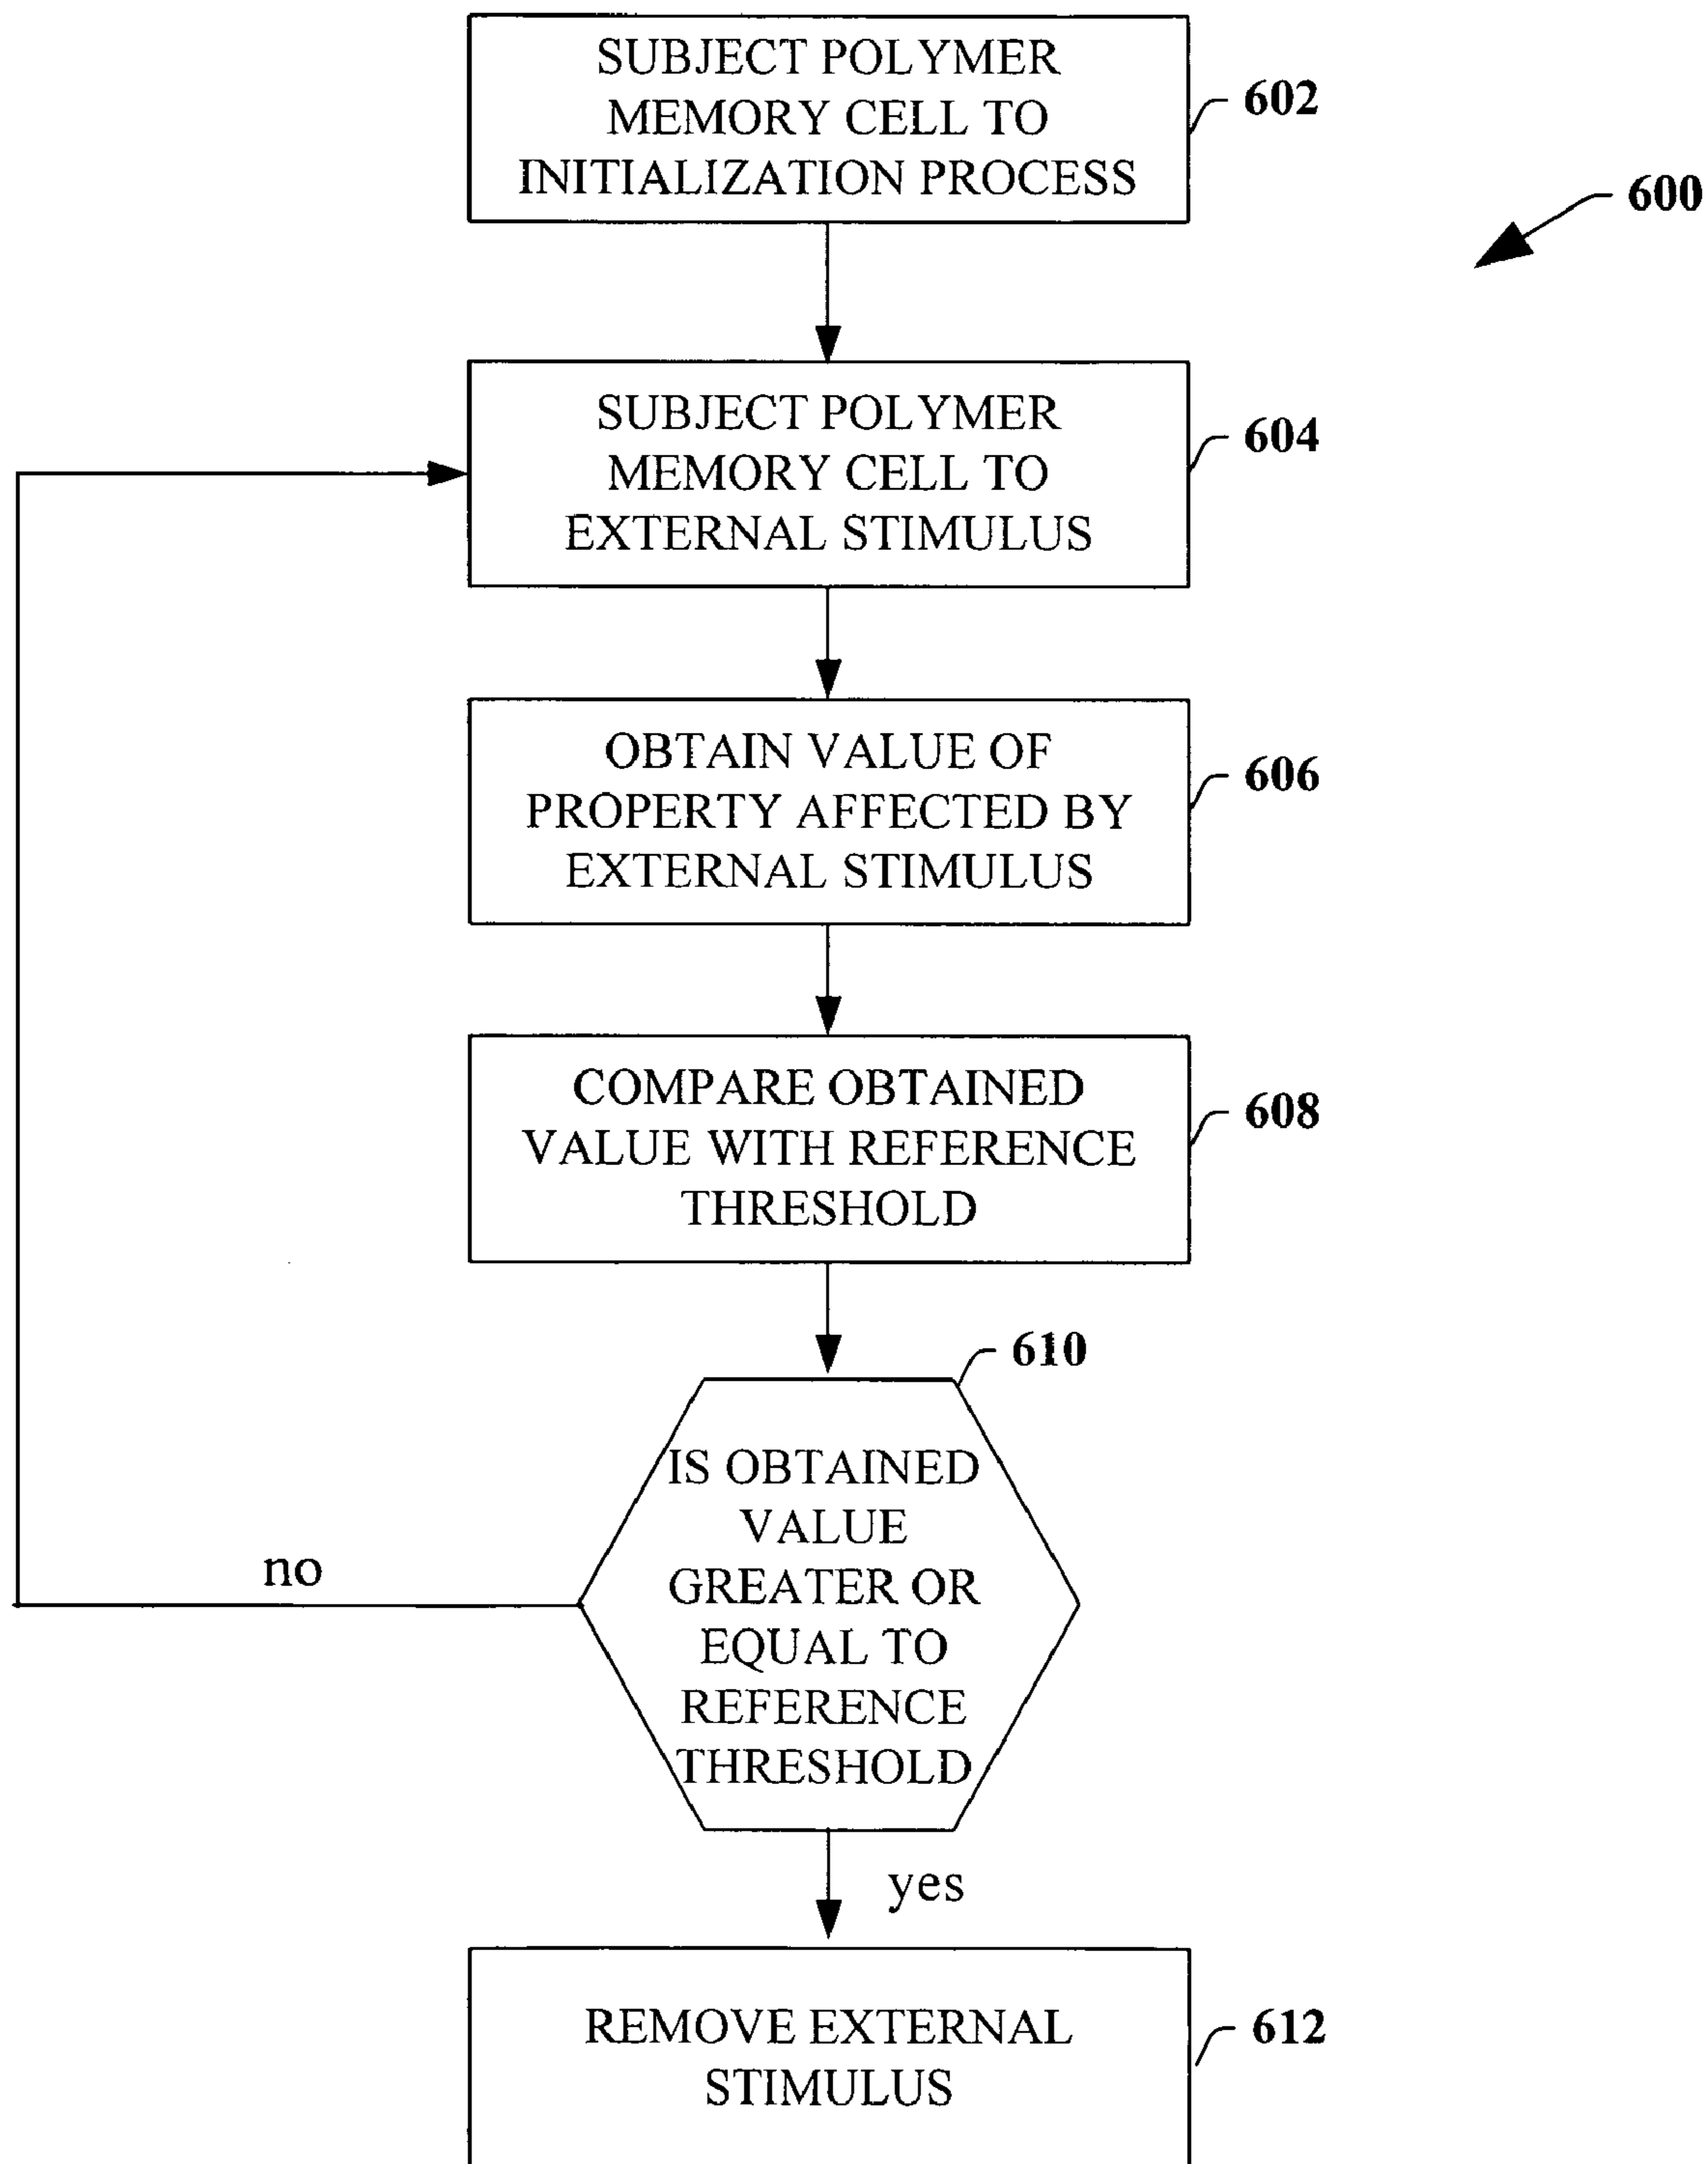 SUBJECT POLYMER
MEMORY CELL TO
INITIALIZATION PROCESS
602
600
SUBJECT POLYMER
MEMORY CELL TO
EXTERNAL STIMULUS
604
OBTAIN VALUE OF
PROPERTY AFFECTED BY
EXTERNAL STIMULUS
606
COMPARE OBTAINED
VALUE WITH REFERENCE
THRESHOLD
608
610
IS OBTAINED
VALUE
GREATER OR
EQUAL TO
REFERENCE
THRESHOLD
no
yes
REMOVE EXTERNAL
STIMULUS
612